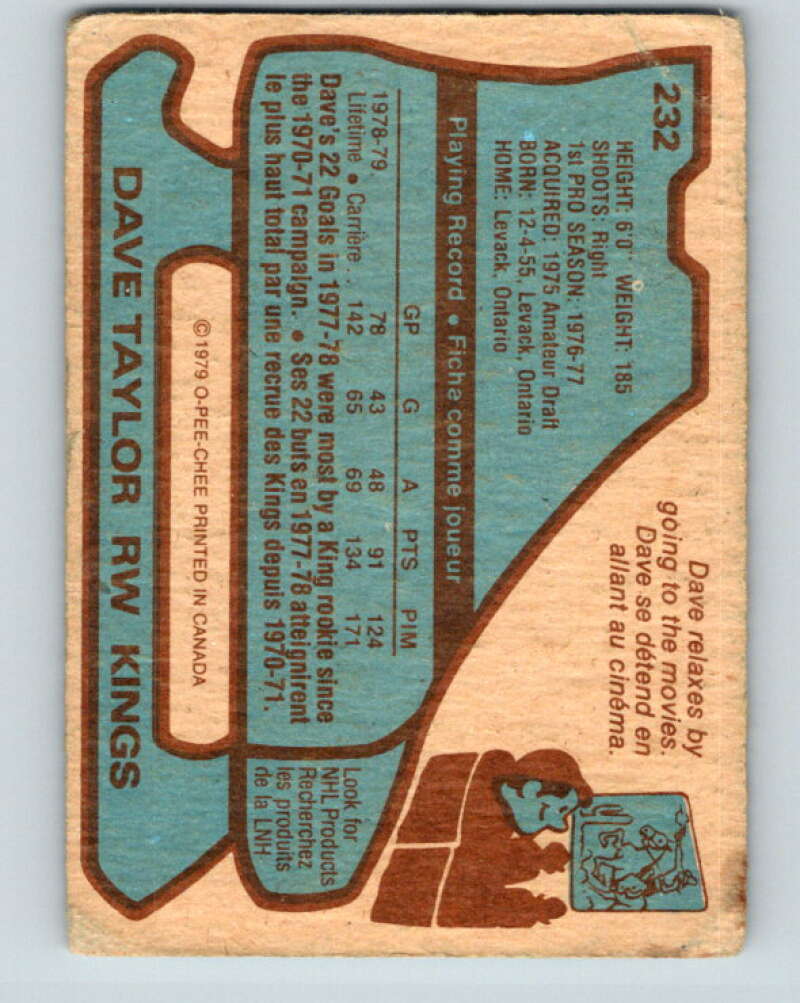 232
HEIGHT: 6'0" WEIGHT: 185
SHOOTS: Right
1st PRO SEASON: 1976-77
ACQUIRED: 1975 Amateur Draft
BORN: 12-4-55, Levack, Ontario
HOME: Levack, Ontario
Dave relaxes by
going to the movies.
Dave se détend en
allant au cinéma.
Playing Record • Fiche comme joueur
GP G A PTS PIM
1978-79. 78 43 48 91 124
Lifetime • Carrière . . 142 65 69 134 171
Dave's 22 Goals in 1977-78 were most by a King rookie since
the 1970-71 campaign. • Ses 22 buts en 1977-78 atteignirent
le plus haut total par une recrue des Kings depuis 1970-71.
Look for
NHL Products
Recherchez
les produits
de la LNH
©1979 O-PEE-CHEE PRINTED IN CANADA
DAVE TAYLOR RW KINGS